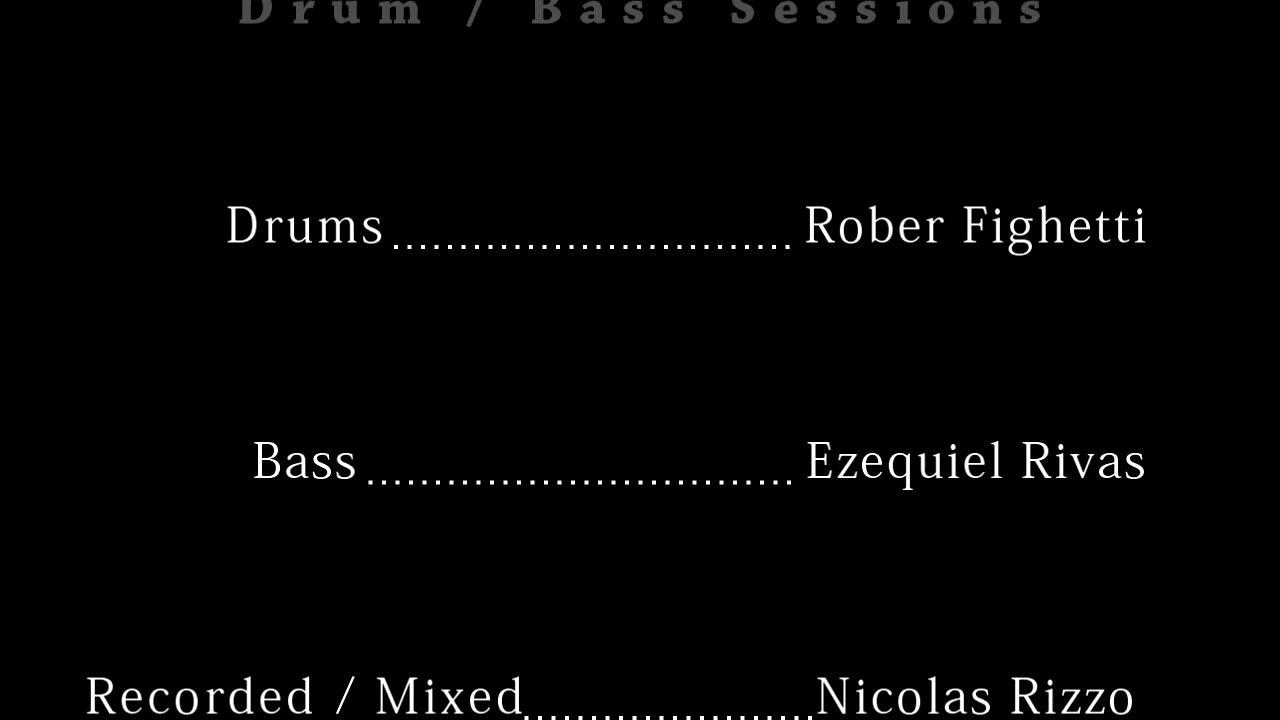 Drum / Bass Sessions
Drums.............................. Rober Fighetti
Bass................................ Ezequiel Rivas
Recorded / Mixed......................Nicolas Rizzo